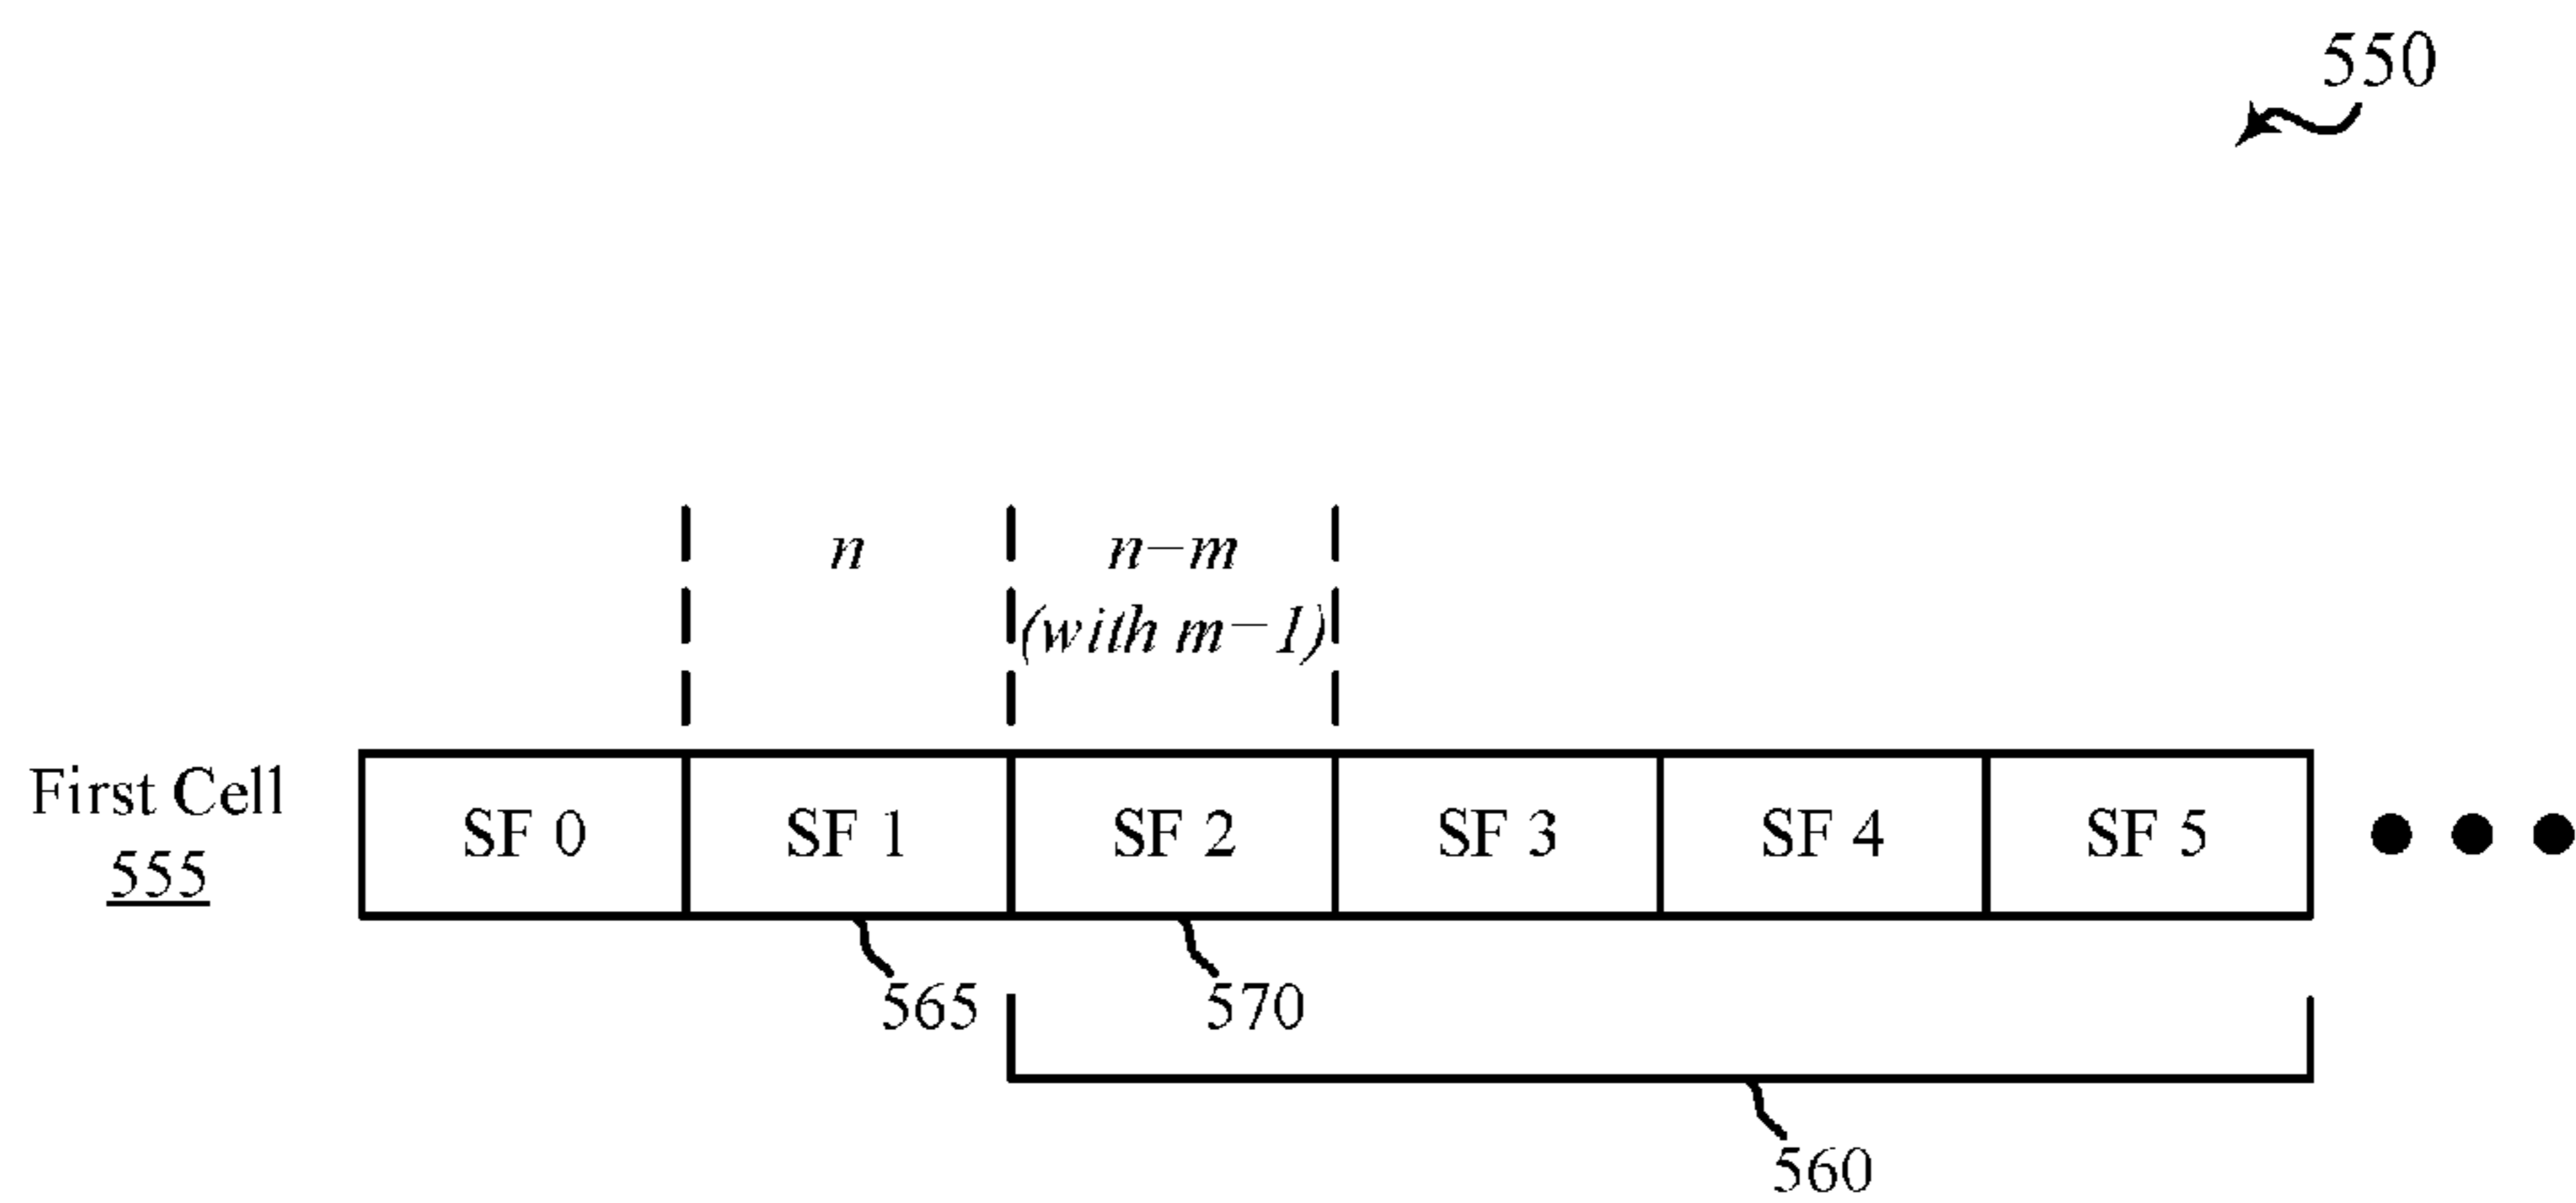 550
n n−m
(with m−1)
First Cell
555
SF 0 SF 1 SF 2 SF 3 SF 4 SF 5
565 570
560